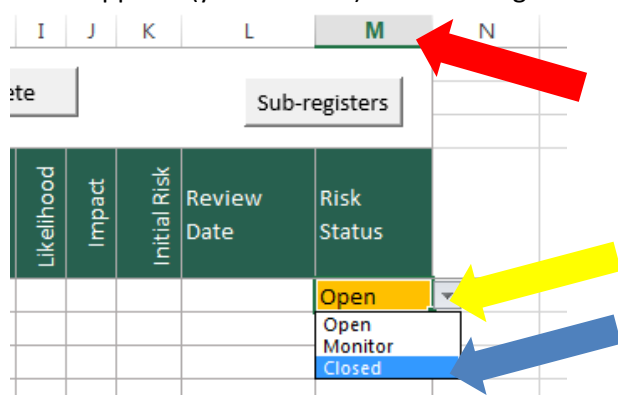 I J K L M N
ete
Sub-registers
Likelihood
Impact
Initial Risk
Review
Date
Risk
Status
Open
Open
Monitor
Closed